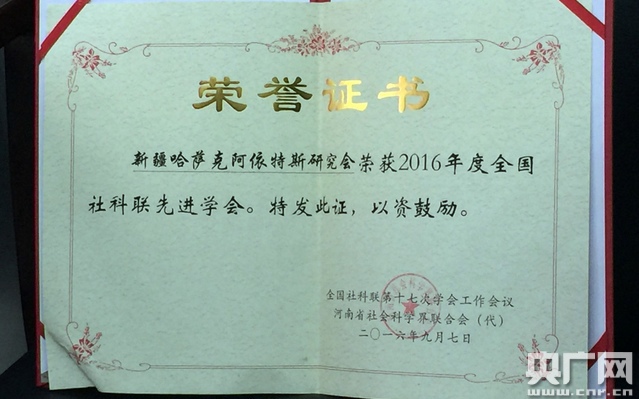 荣誉证书
新疆哈萨克阿依特斯研究会荣获2016年度全国
社科联先进学会。特发此证，以资鼓励。
全国社科联第十七次学会工作会议
河南省社会科学界联合会（代）
二〇一六年九月七日
央广网
www.cnr.cn